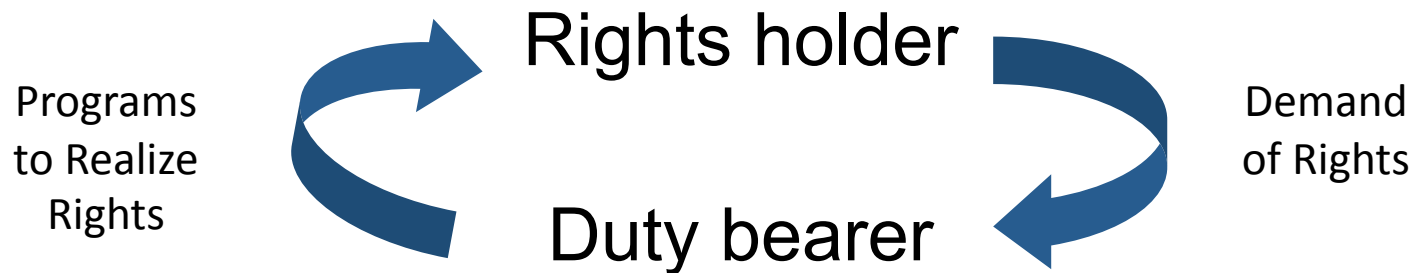 Rights holder
Programs
to Realize
Rights
Demand
of Rights
Duty bearer